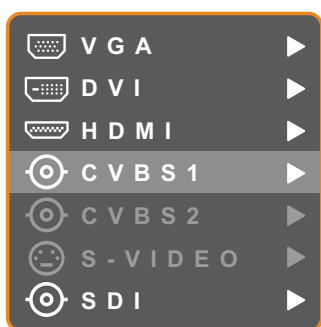 VGA
DVI
HDMI
CVBS1
CVBS2
S-VIDEO
SDI